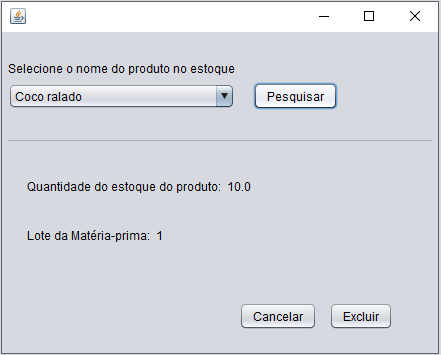 Selecione o nome do produto no estoque
Coco ralado
Pesquisar
Quantidade do estoque do produto: 10.0
Lote da Matéria-prima: 1
Cancelar
Excluir